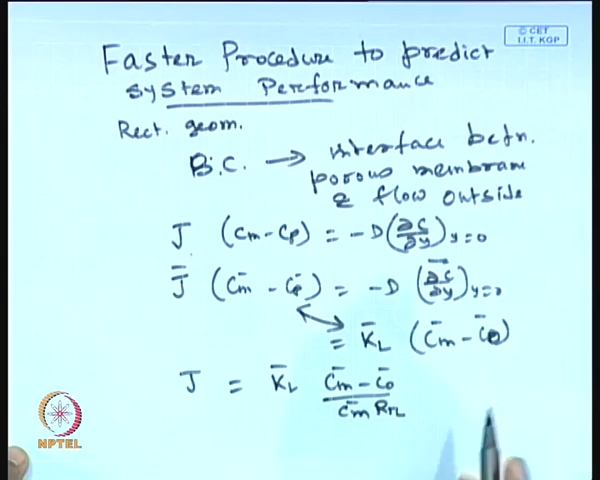 © CET
I.I.T. KGP
Faster Procedure to predict
system Performance
Rect. geom.
B.C. → interface betn.
porous membrane
& flow outside
J (Cm - Cp) = -D(∂C/∂y)y=0
J̄ (C̄m - C̄p) = -D (∂C̄/∂y)y=0
= K̄L (C̄m - C̄0)
J = K̄L (C̄m - C̄0)/(C̄m Rr)
NPTEL